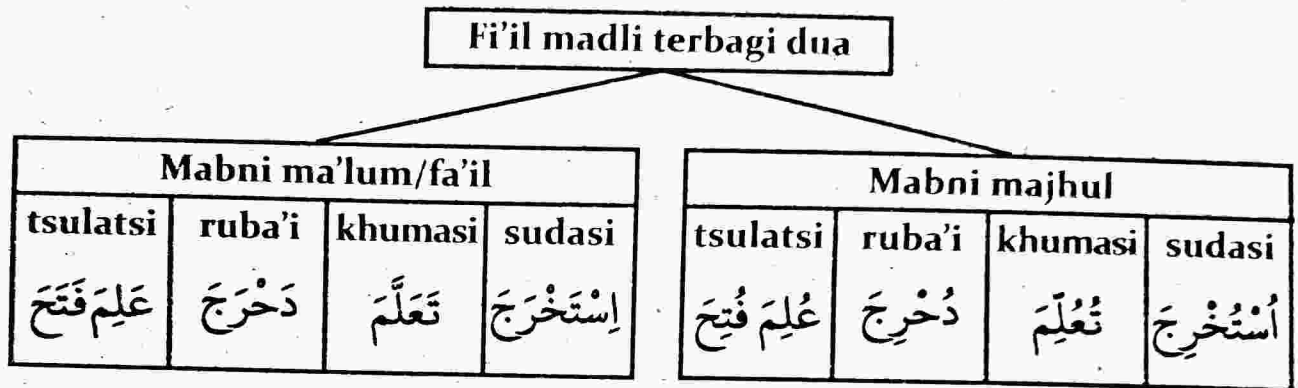 Fi'il madli terbagi dua
Mabni ma'lum/fa'il
tsulatsi ruba'i khumasi sudasi
عَلِمَ فَتَحَ دَحْرَجَ تَعَلَّمَ اِسْتَخْرَجَ
Mabni majhul
tsulatsi ruba'i khumasi sudasi
عُلِمَ فُتِحَ دُحْرِجَ تُعُلِّمَ اُسْتُخْرِجَ